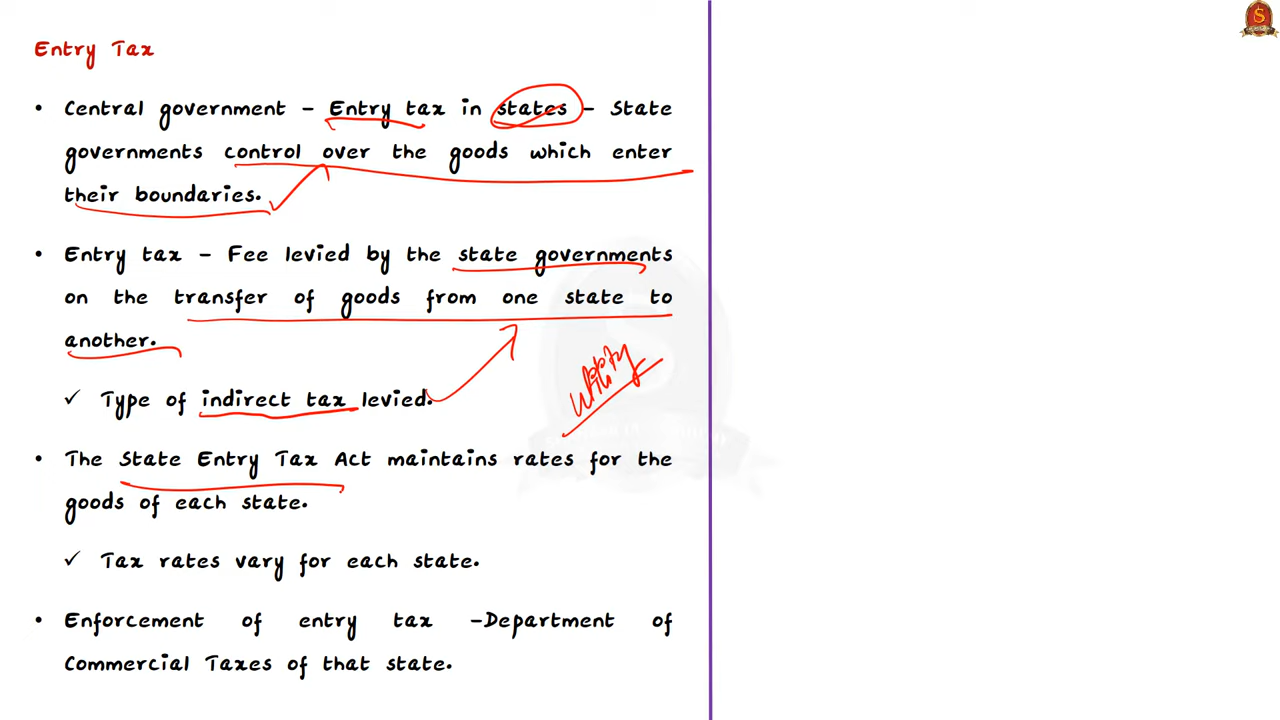 Entry Tax
• Central government – Entry tax in states – State
governments control over the goods which enter
their boundaries.
• Entry tax – Fee levied by the state governments
on the transfer of goods from one state to
another.
✓ Type of indirect tax levied.
• The State Entry Tax Act maintains rates for the
goods of each state.
✓ Tax rates vary for each state.
• Enforcement of entry tax -Department of
Commercial Taxes of that state.